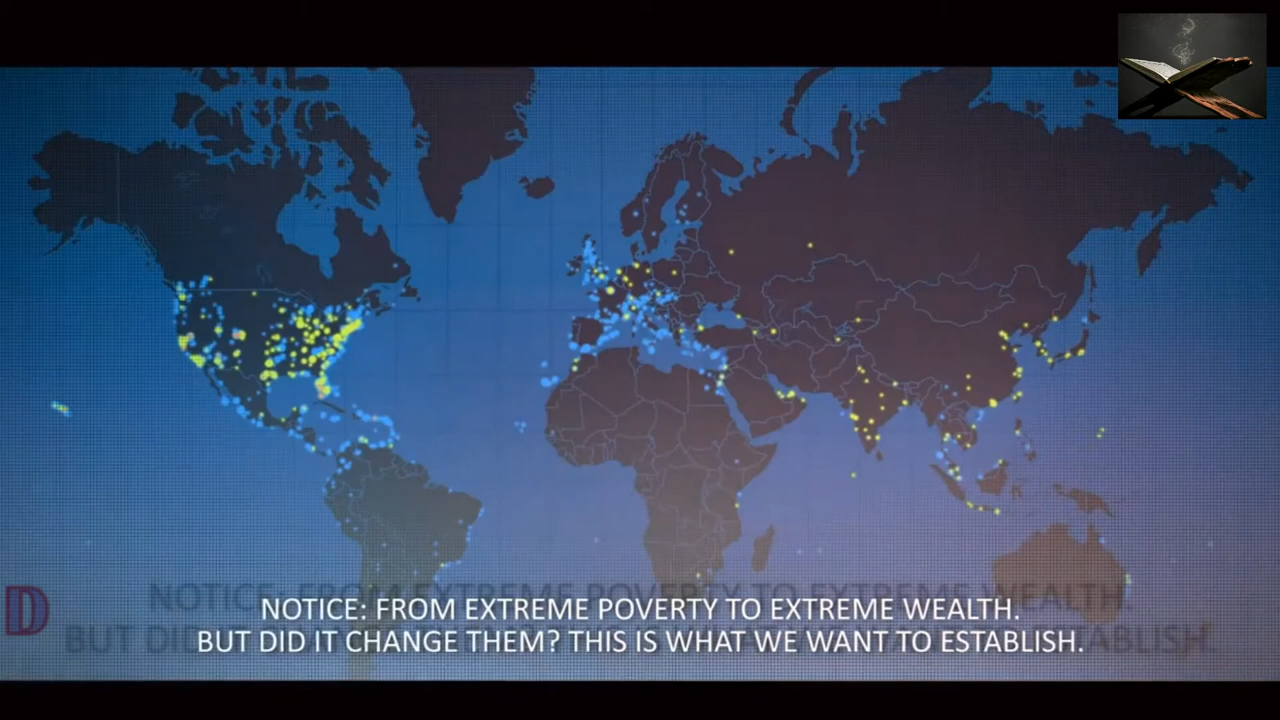 NOTICE: FROM EXTREME POVERTY TO EXTREME WEALTH.
BUT DID IT CHANGE THEM? THIS IS WHAT WE WANT TO ESTABLISH.
D